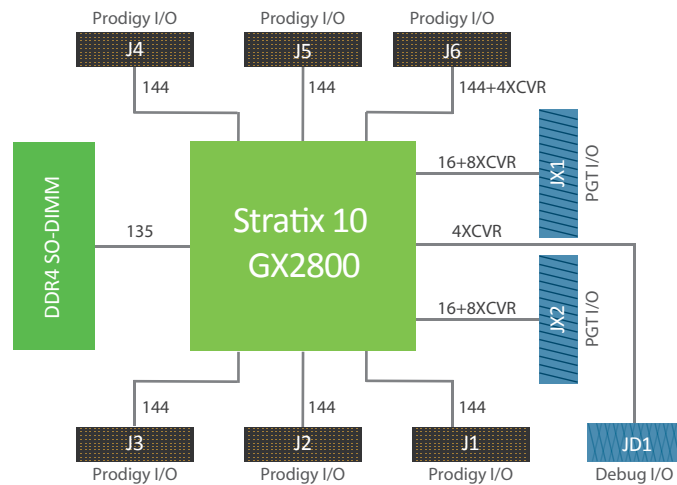 Prodigy I/O
Prodigy I/O
Prodigy I/O
J4
J5
J6
144
144
144+4XCVR
DDR4 SO-DIMM
135
Stratix 10
GX2800
16+8XCVR
JX1
PGT I/O
4XCVR
16+8XCVR
JX2
PGT I/O
144
144
144
J3
J2
J1
JD1
Prodigy I/O
Prodigy I/O
Prodigy I/O
Debug I/O